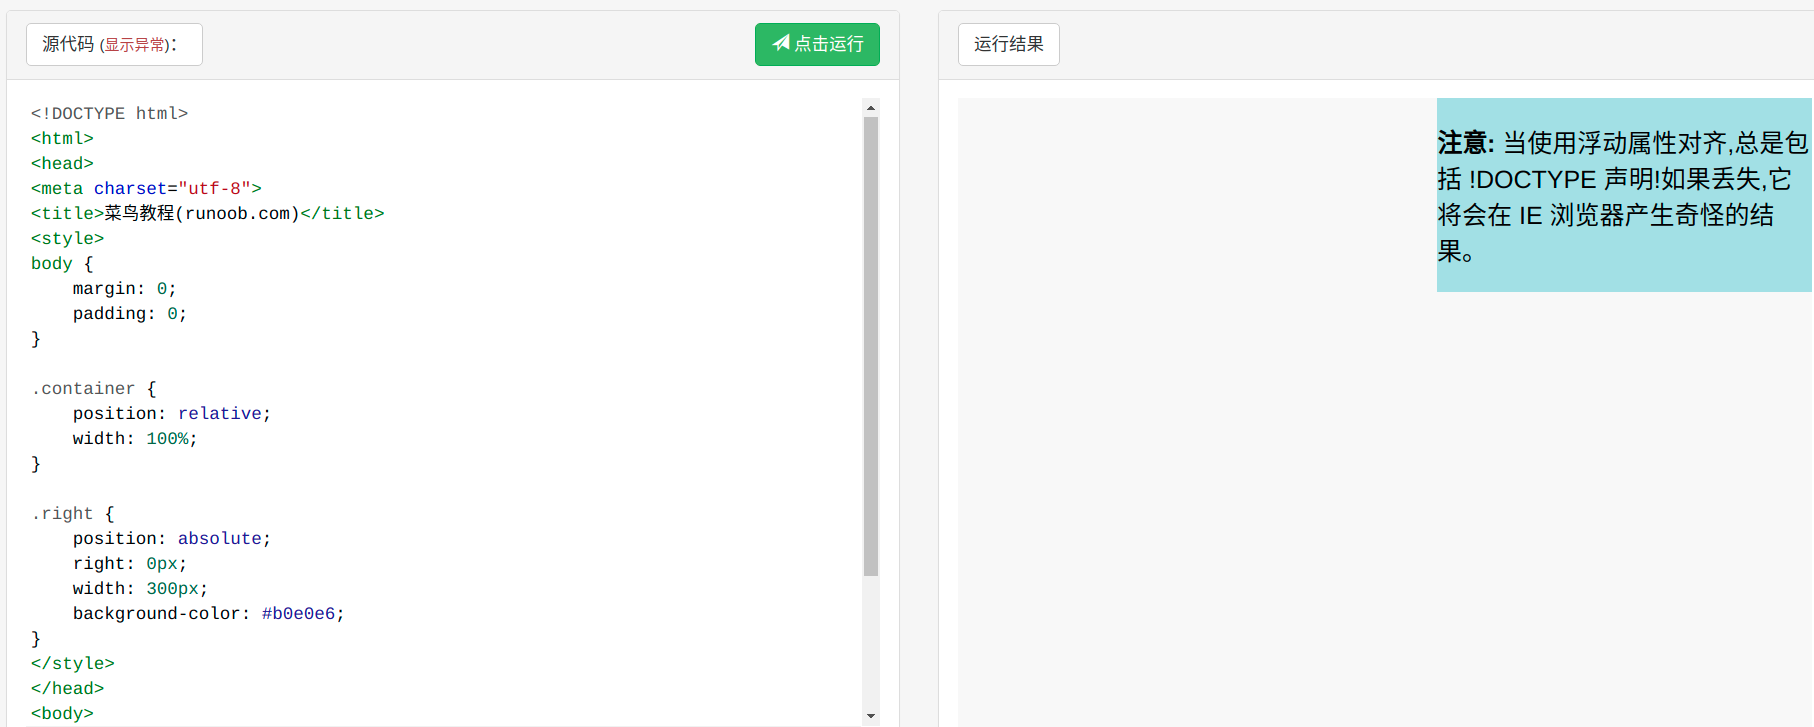 源代码 (显示异常)：
点击运行
<!DOCTYPE html>
<html>
<head>
<meta charset="utf-8">
<title>菜鸟教程(runoob.com)</title>
<style>
body {
    margin: 0;
    padding: 0;
}
.container {
    position: relative;
    width: 100%;
}
.right {
    position: absolute;
    right: 0px;
    width: 300px;
    background-color: #b0e0e6;
}
</style>
</head>
<body>
运行结果
注意: 当使用浮动属性对齐,总是包
括 !DOCTYPE 声明!如果丢失,它
将会在 IE 浏览器产生奇怪的结
果。